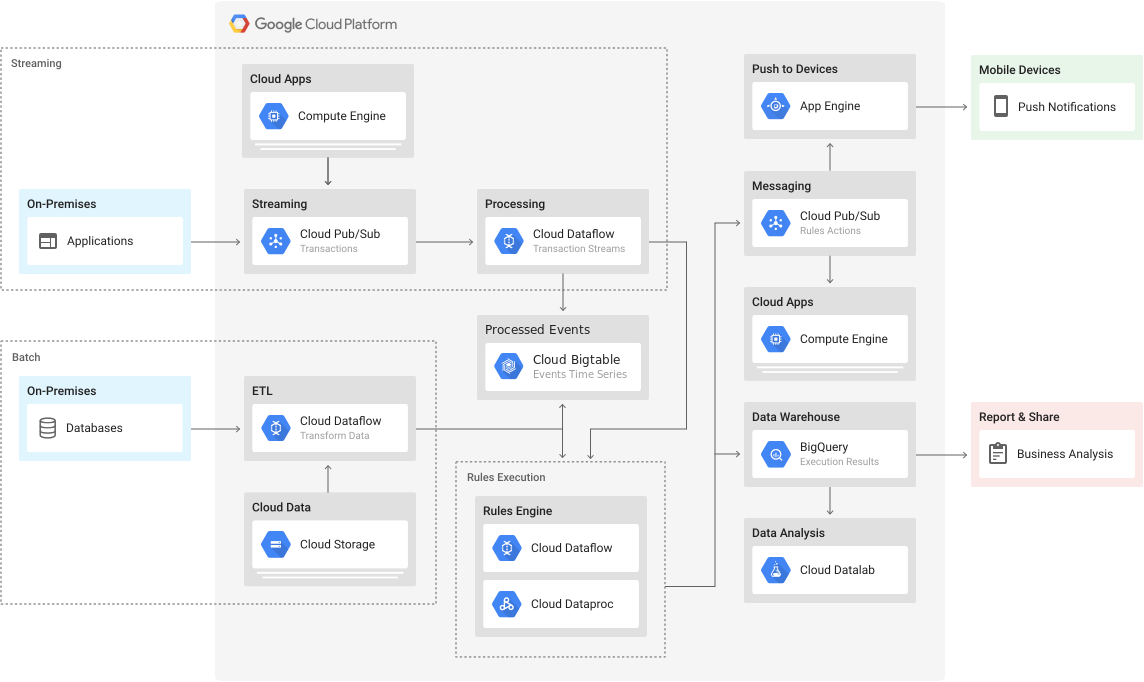 Google Cloud Platform
Streaming
Cloud Apps
Compute Engine
On-Premises
Applications
Streaming
Cloud Pub/Sub
Transactions
Processing
Cloud Dataflow
Transaction Streams
Processed Events
Cloud Bigtable
Events Time Series
Batch
On-Premises
Databases
ETL
Cloud Dataflow
Transform Data
Cloud Data
Cloud Storage
Rules Execution
Rules Engine
Cloud Dataflow
Cloud Dataproc
Push to Devices
App Engine
Mobile Devices
Push Notifications
Messaging
Cloud Pub/Sub
Rules Actions
Cloud Apps
Compute Engine
Data Warehouse
BigQuery
Execution Results
Report & Share
Business Analysis
Data Analysis
Cloud Datalab